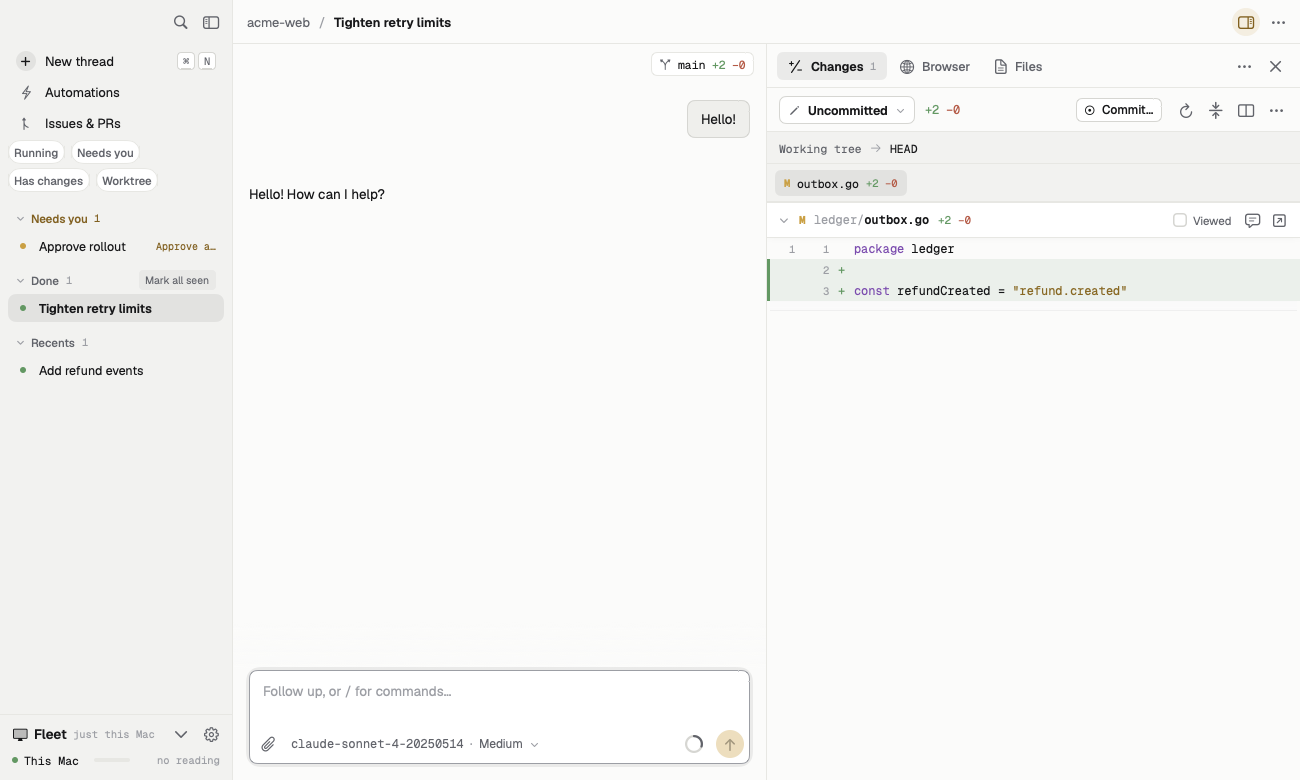 acme-web / Tighten retry limits
New thread ⌘ N
Automations
Issues & PRs
Running Needs you
Has changes Worktree
Needs you 1
Approve rollout Approve a…
Done 1 Mark all seen
Tighten retry limits
Recents 1
Add refund events
Fleet just this Mac
This Mac no reading
main +2 −0
Hello!
Hello! How can I help?
Follow up, or / for commands…
claude-sonnet-4-20250514 · Medium
Changes 1 Browser Files
Uncommitted +2 −0 Commit…
Working tree → HEAD
M outbox.go +2 −0
M ledger/outbox.go +2 −0 Viewed
1 1 package ledger
2 +
3 + const refundCreated = "refund.created"